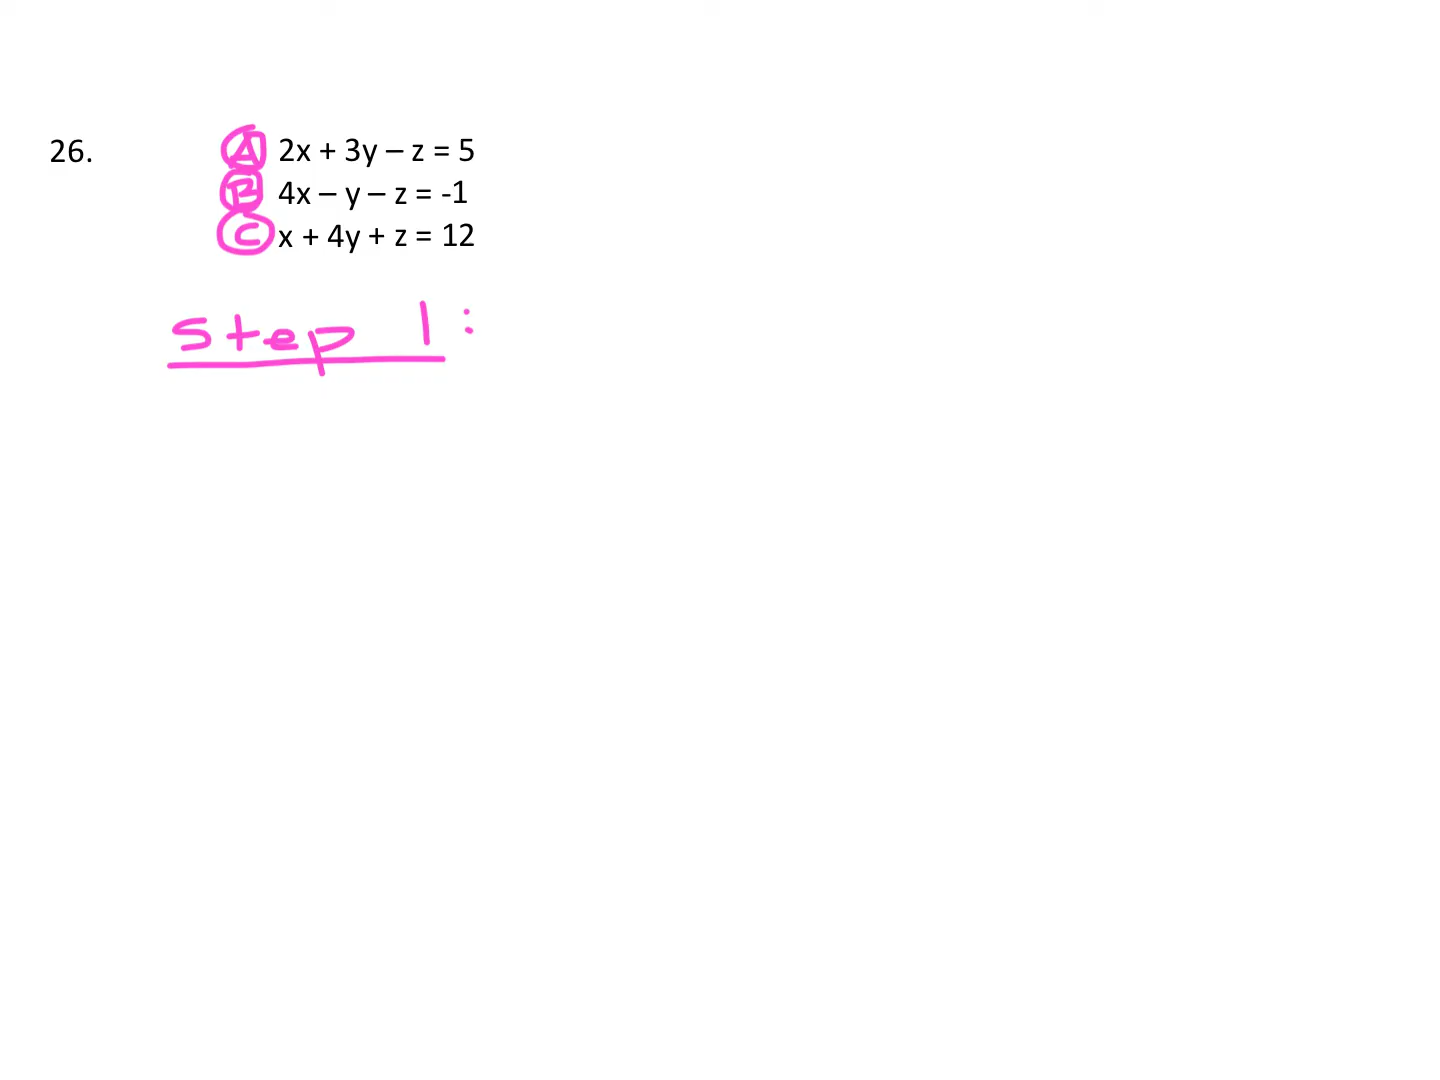 26. A 2x + 3y – z = 5
B 4x – y – z = -1
C x + 4y + z = 12
Step 1: